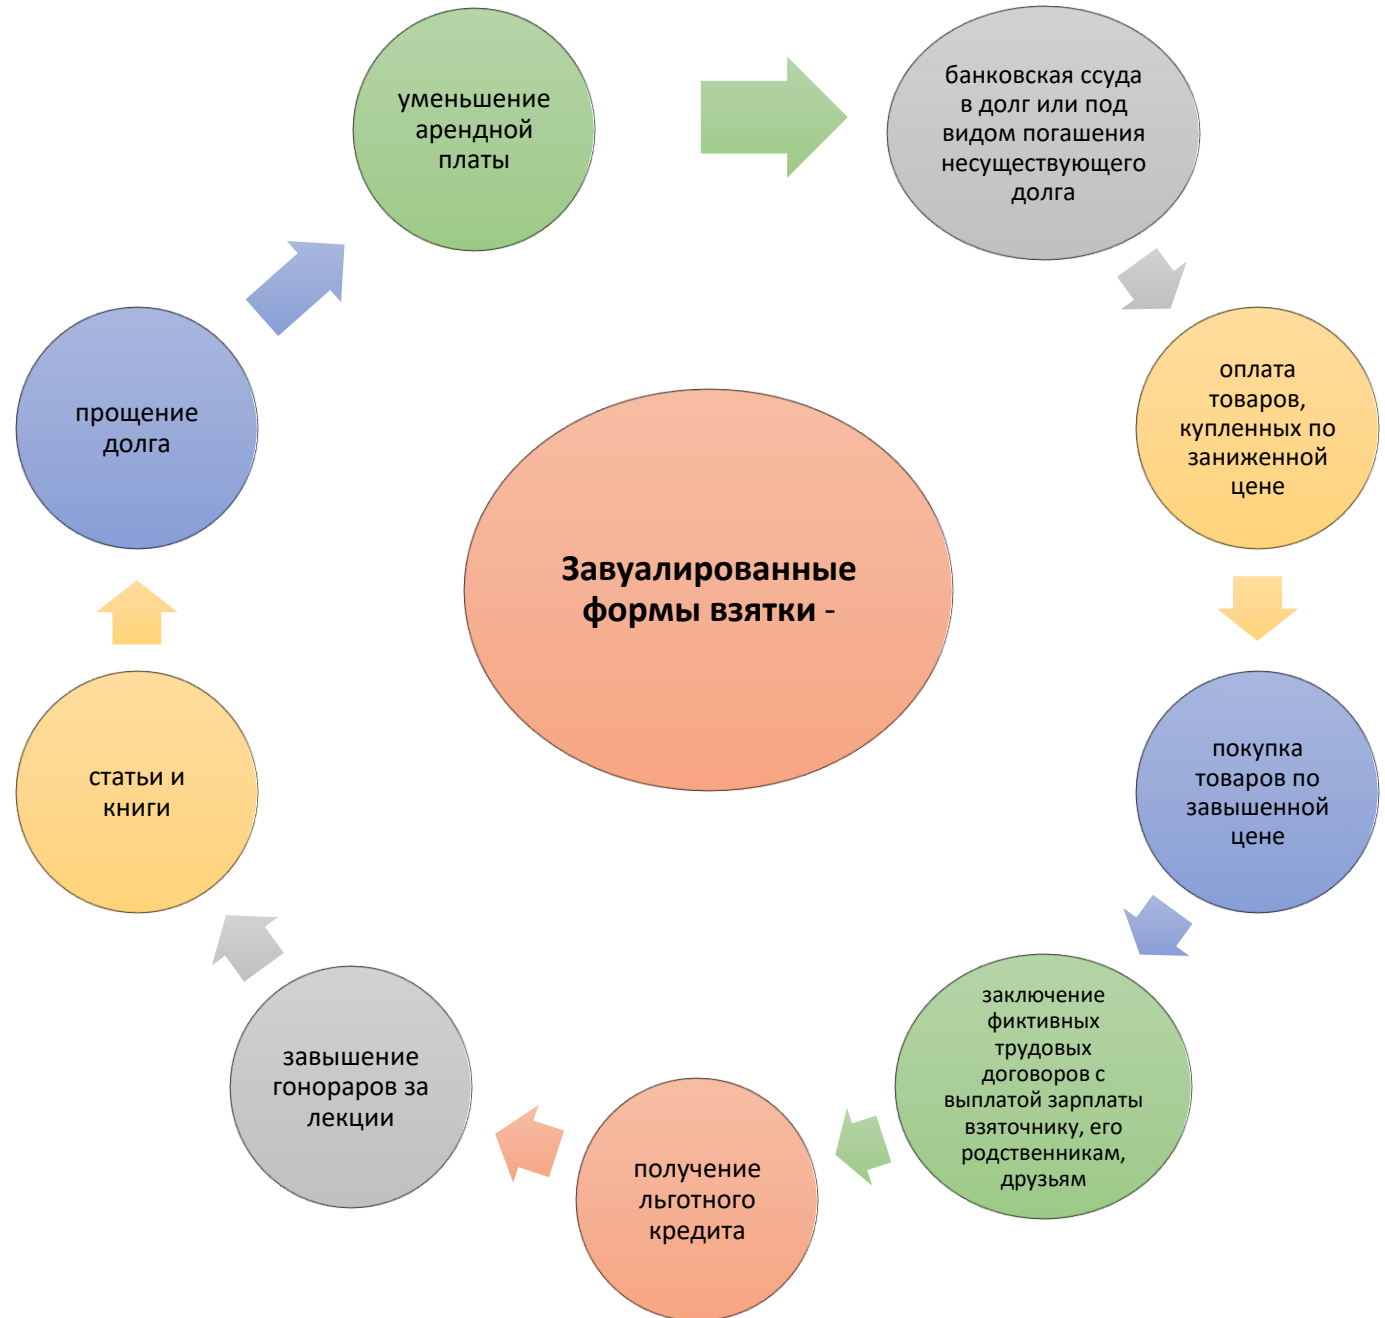 уменьшение
арендной
платы
банковская ссуда
в долг или под
видом погашения
несуществующего
долга
оплата
товаров,
купленных по
заниженной
цене
покупка
товаров по
завышенной
цене
заключение
фиктивных
трудовых
договоров с
выплатой зарплаты
взяточнику, его
родственникам,
друзьям
получение
льготного
кредита
завышение
гонораров за
лекции
статьи и
книги
прощение
долга
Завуалированные
формы взятки -